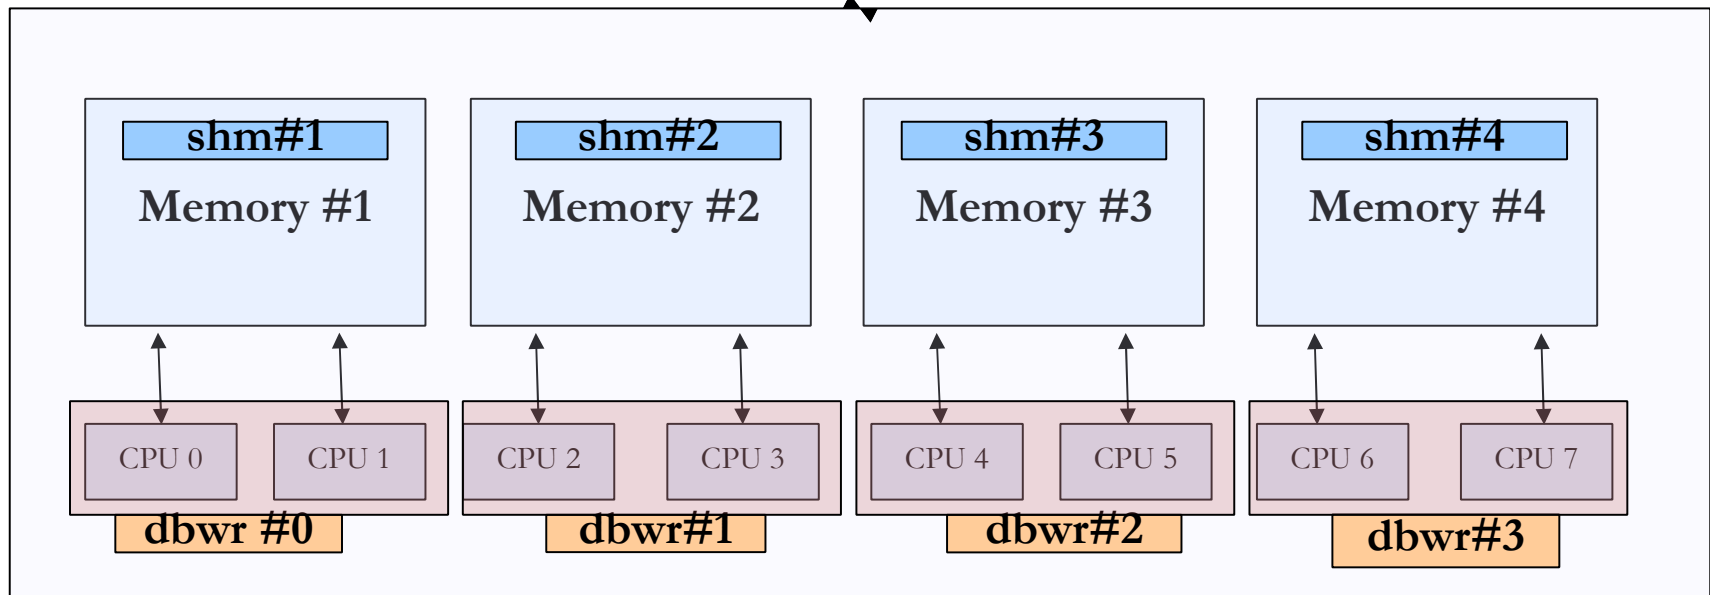 shm#1
shm#2
shm#3
shm#4
Memory #1
Memory #2
Memory #3
Memory #4
CPU 0
CPU 1
CPU 2
CPU 3
CPU 4
CPU 5
CPU 6
CPU 7
dbwr #0
dbwr#1
dbwr#2
dbwr#3